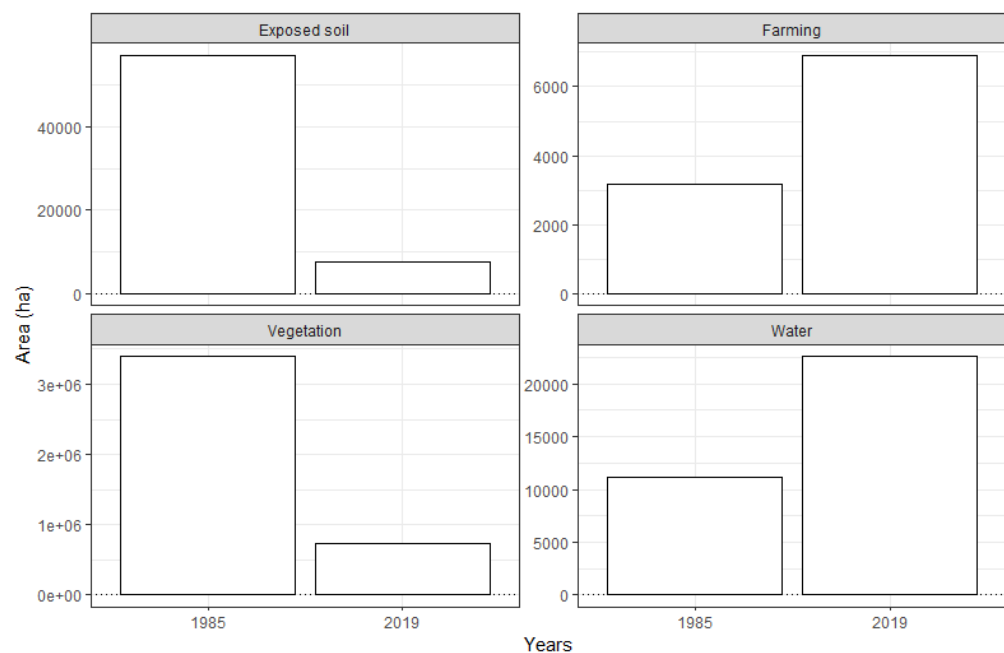 Exposed soil
Farming
40000
20000
0
6000
4000
2000
0
Area (ha)
Vegetation
Water
3e+06
2e+06
1e+06
0e+00
20000
15000
10000
5000
0
1985
2019
1985
2019
Years